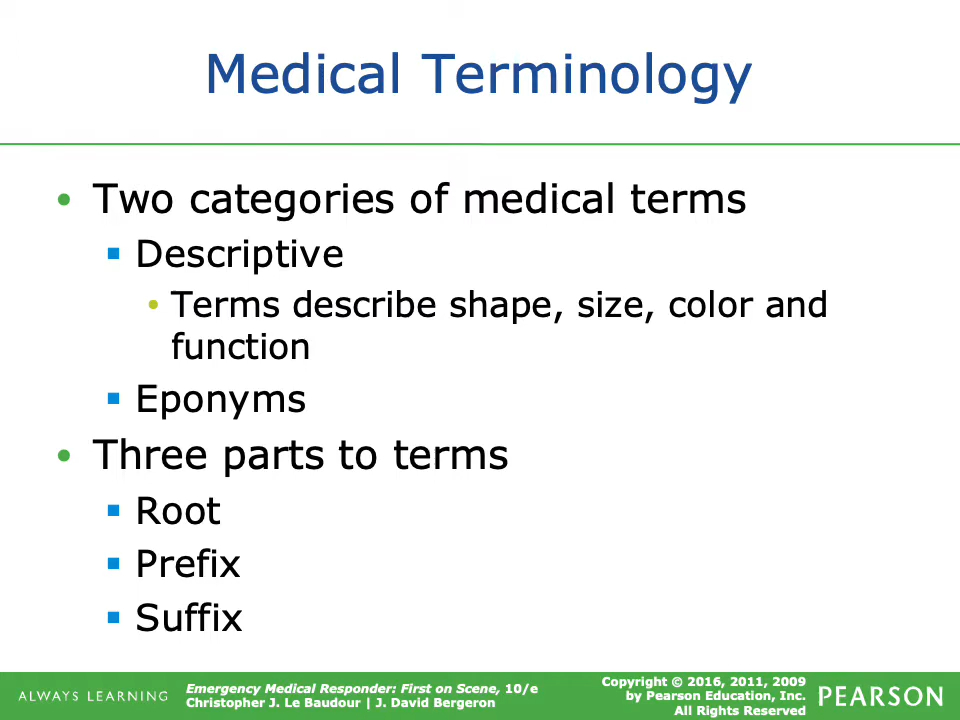 Medical Terminology
• Two categories of medical terms
▪ Descriptive
• Terms describe shape, size, color and
function
▪ Eponyms
• Three parts to terms
▪ Root
▪ Prefix
▪ Suffix
ALWAYS LEARNING
Emergency Medical Responder: First on Scene, 10/e
Christopher J. Le Baudour | J. David Bergeron
Copyright © 2016, 2011, 2009
by Pearson Education, Inc.
All Rights Reserved
PEARSON